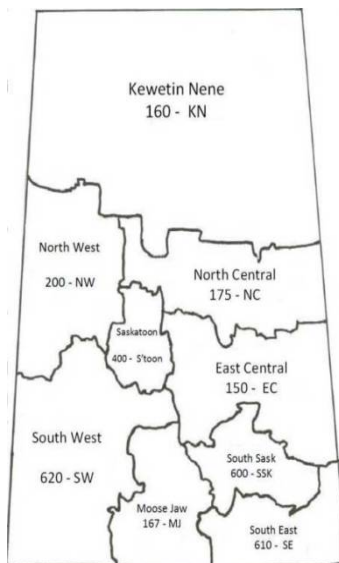 Kewetin Nene
160 - KN
North West
200 - NW
North Central
175 - NC
Saskatoon
400 - S'toon
East Central
150 - EC
South West
620 - SW
South Sask
600 - SSK
Moose Jaw
167 - MJ
South East
610 - SE